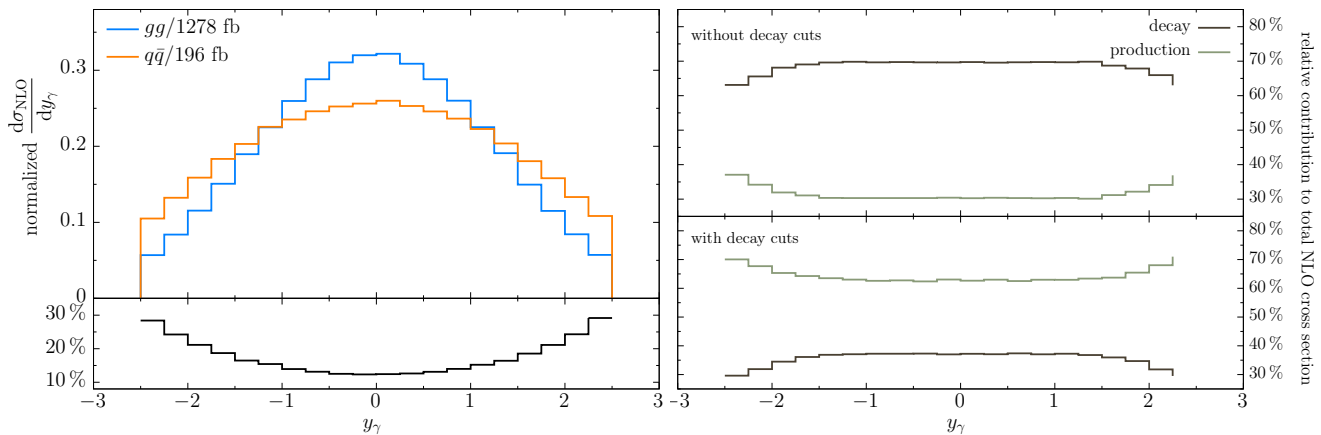 gg/1278 fb
qq̄/196 fb
normalized dσ_NLO/dy_γ
0.3
0.2
0.1
0
30 %
20 %
10 %
−3 −2 −1 0 1 2 3
y_γ
without decay cuts
decay
production
80 %
70 %
60 %
50 %
40 %
30 %
with decay cuts
80 %
70 %
60 %
50 %
40 %
30 %
-3 −2 −1 0 1 2 3
y_γ
relative contribution to total NLO cross section